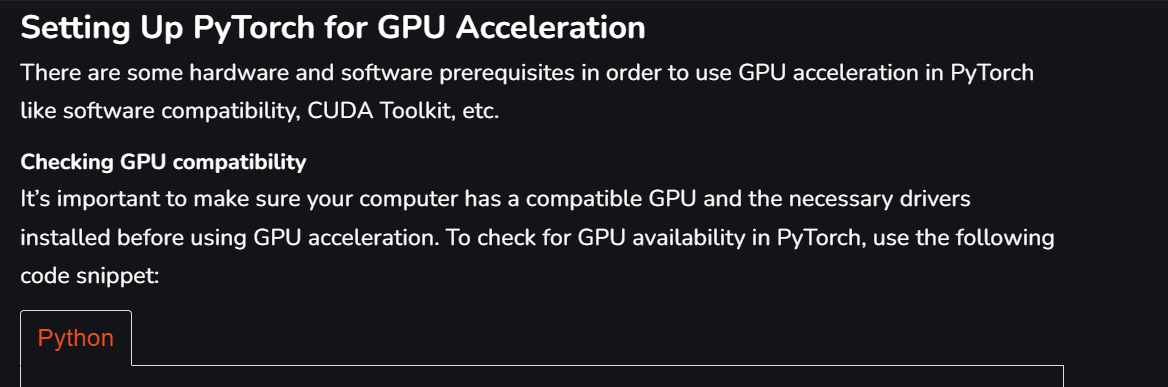 Setting Up PyTorch for GPU Acceleration
There are some hardware and software prerequisites in order to use GPU acceleration in PyTorch
like software compatibility, CUDA Toolkit, etc.
Checking GPU compatibility
It’s important to make sure your computer has a compatible GPU and the necessary drivers
installed before using GPU acceleration. To check for GPU availability in PyTorch, use the following
code snippet:
Python